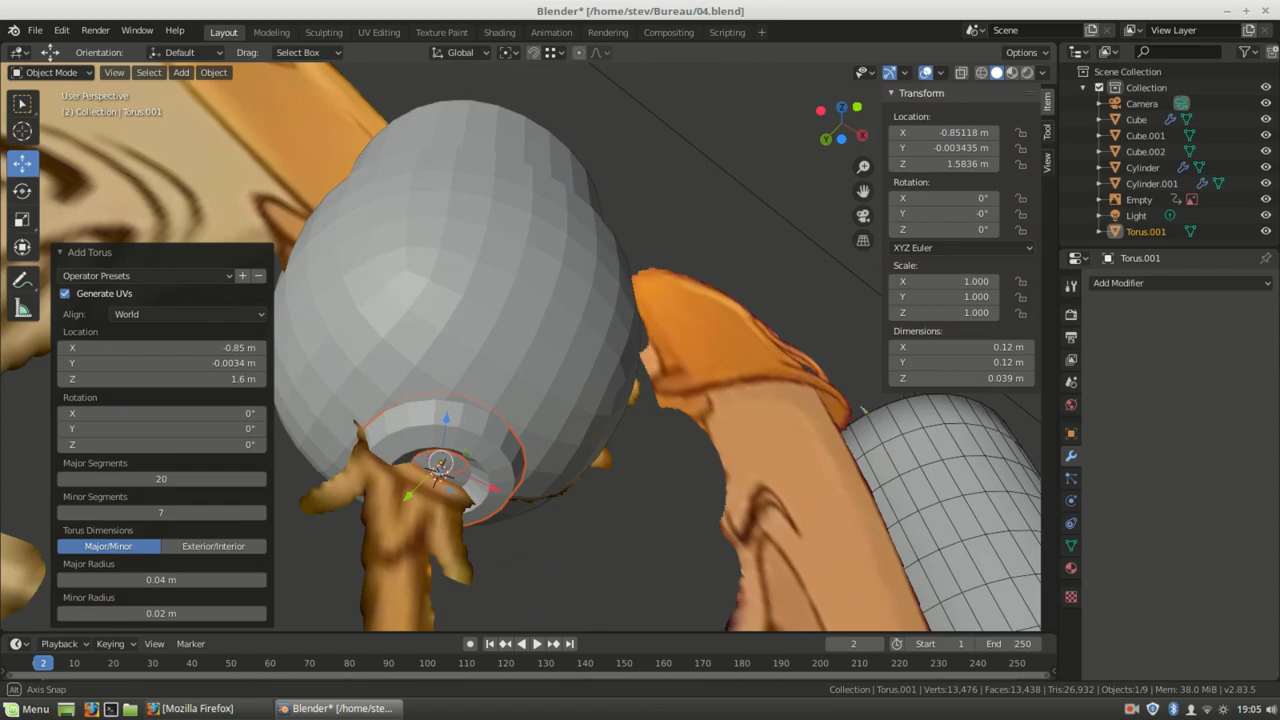 Blender* [/home/stev/Bureau/04.blend]
File Edit Render Window Help Layout Modeling Sculpting UV Editing Texture Paint Shading Animation Rendering Compositing Scripting + Scene View Layer
Orientation: Default Drag: Select Box Global Options
Object Mode View Select Add Object
User Perspective
(2) Collection | Torus.001
Z
X
Y
Add Torus
Operator Presets
Generate UVs
Align: World
Location
X -0.85 m
Y -0.0034 m
Z 1.6 m
Rotation
X 0°
Y 0°
Z 0°
Major Segments
20
Minor Segments
7
Torus Dimensions
Major/Minor Exterior/Interior
Major Radius
0.04 m
Minor Radius
0.02 m
Transform
Location:
X -0.85118 m
Y -0.003435 m
Z 1.5836 m
Rotation:
X 0°
Y -0°
Z 0°
XYZ Euler
Scale:
X 1.000
Y 1.000
Z 1.000
Dimensions:
X 0.12 m
Y 0.12 m
Z 0.039 m
Item
Tool
View
Scene Collection
Collection
Camera
Cube
Cube.001
Cube.002
Cylinder
Cylinder.001
Empty
Light
Torus.001
Torus.001
Add Modifier
Playback Keying View Marker 2 Start 1 End 250
2 10 20 30 40 50 60 70 80 90 100 110 120 130 140 150 160 170 180 190 200 210 220 230 240 250
Alt Axis Snap Collection | Torus.001 | Verts:13,476 | Faces:13,438 | Tris:26,932 | Objects:1/9 | Mem: 38.0 MiB | v2.83.5
Menu [Mozilla Firefox] Blender* [/home/ste... 19:05